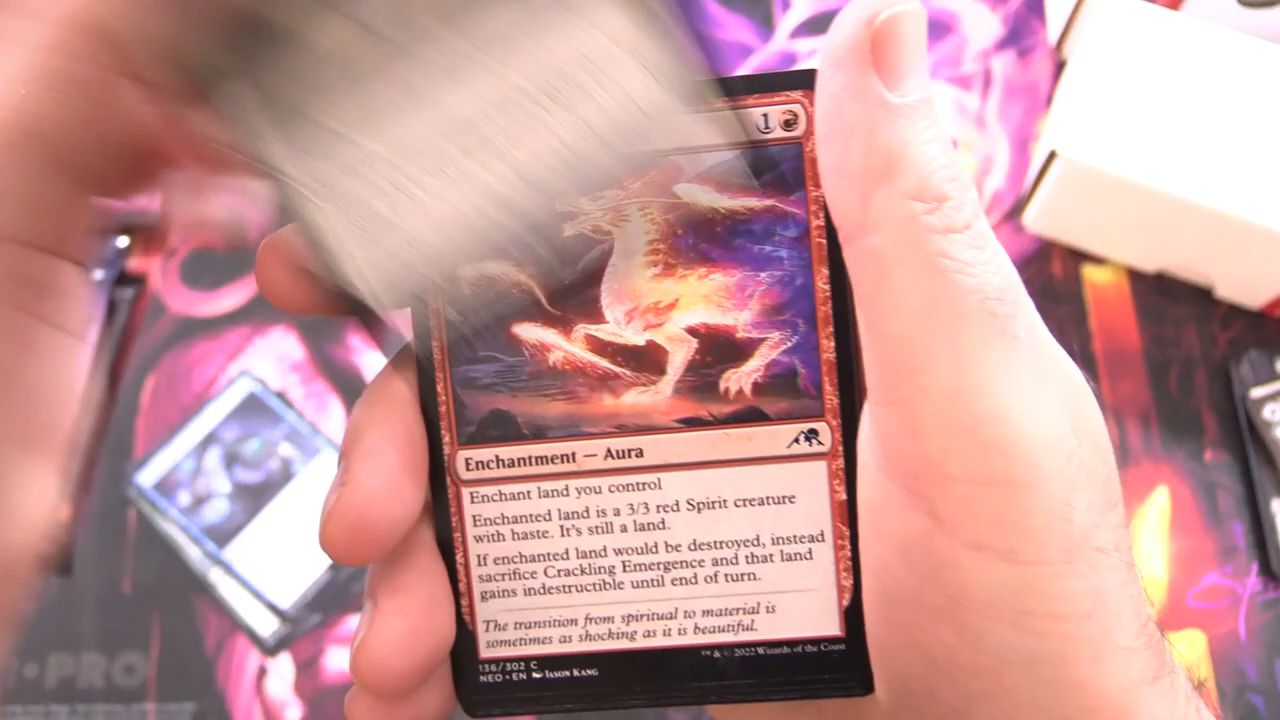 1
Enchantment — Aura
Enchant land you control
Enchanted land is a 3/3 red Spirit creature
with haste. It's still a land.
If enchanted land would be destroyed, instead
sacrifice Crackling Emergence and that land
gains indestructible until end of turn.
The transition from spiritual to material is
sometimes as shocking as it is beautiful.
136/302 C
NEO • EN Jason Kang
™ & © 2022 Wizards of the Coast
PRO